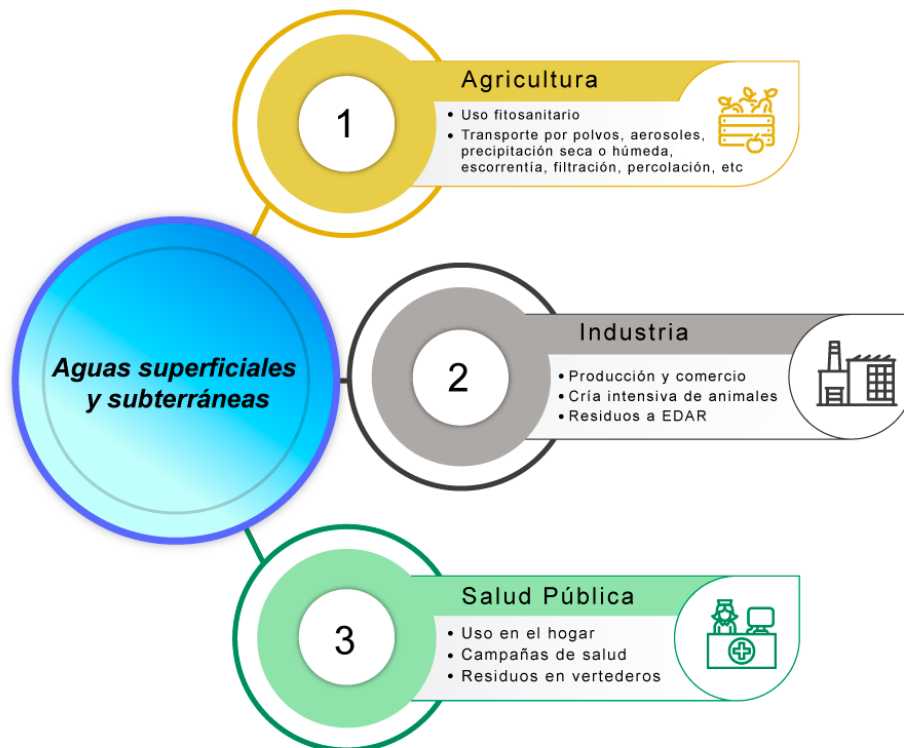 Aguas superficiales
y subterráneas
1
Agricultura
• Uso fitosanitario
• Transporte por polvos, aerosoles,
precipitación seca o húmeda,
escorrentía, filtración, percolación, etc
2
Industria
• Producción y comercio
• Cría intensiva de animales
• Residuos a EDAR
3
Salud Pública
• Uso en el hogar
• Campañas de salud
• Residuos en vertederos